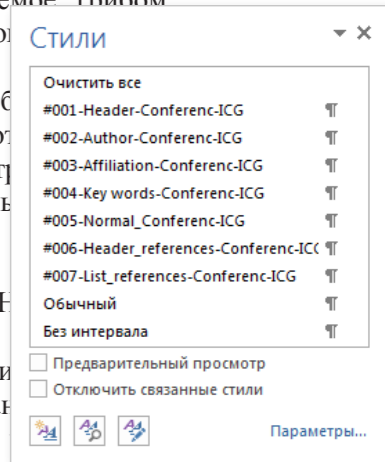 грибом
Стили
Очистить все
#001-Header-Conferenc-ICG
#002-Author-Conferenc-ICG
#003-Affiliation-Conferenc-ICG
#004-Key words-Conferenc-ICG
#005-Normal_Conferenc-ICG
#006-Header_references-Conferenc-ICG
#007-List_references-Conferenc-ICG
Обычный
Без интервала
Предварительный просмотр
Отключить связанные стили
Параметры...